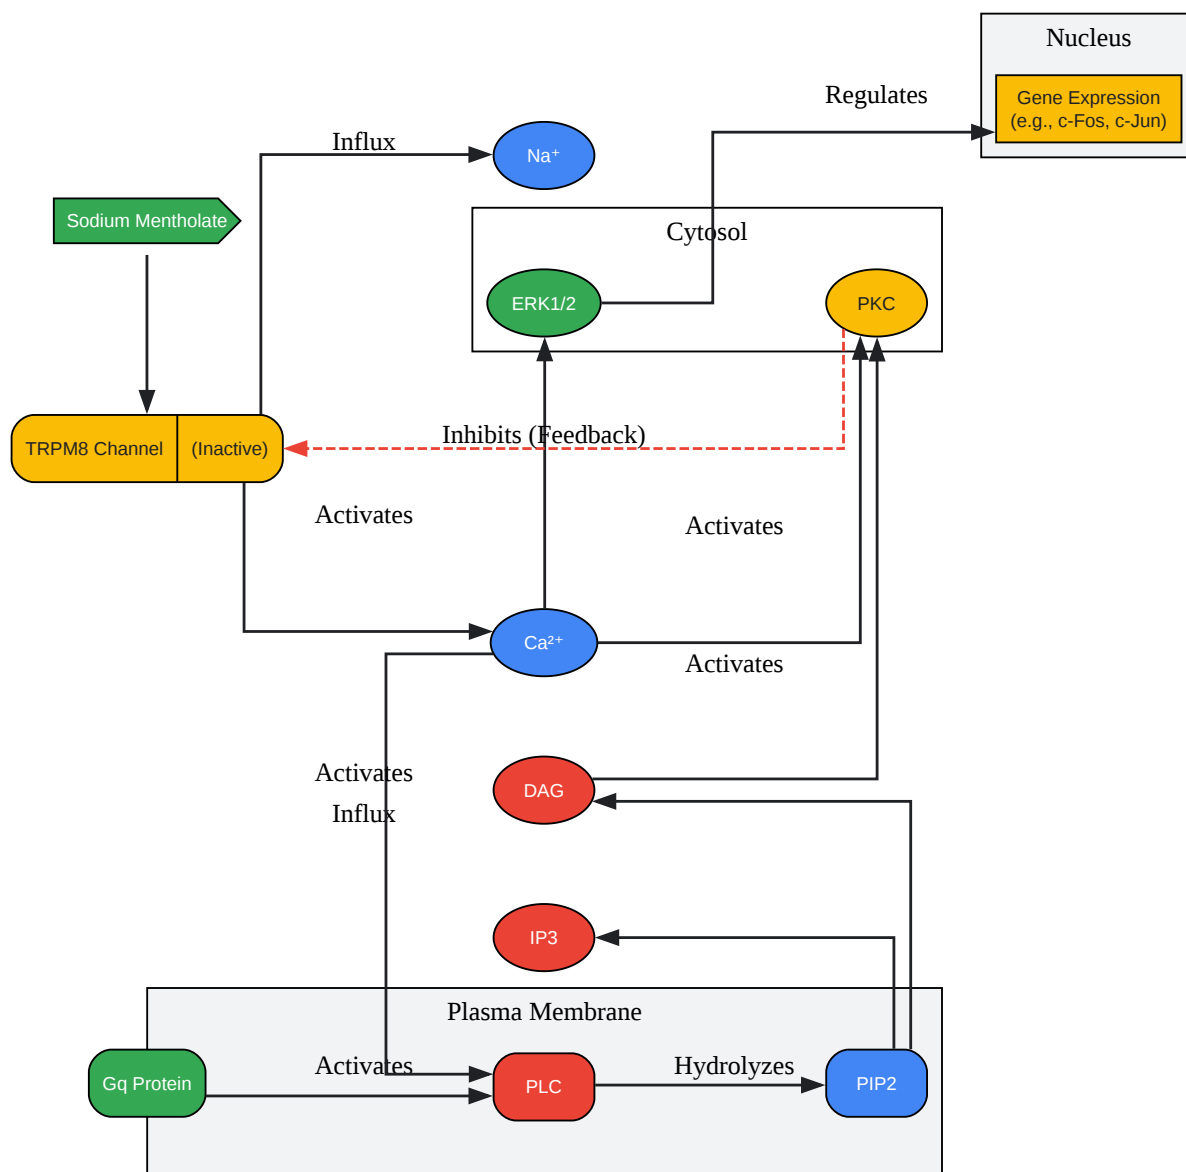 Nucleus
Gene Expression
(e.g., c-Fos, c-Jun)
Regulates
Influx
Na⁺
Sodium Mentholate
Cytosol
ERK1/2
PKC
Inhibits (Feedback)
TRPM8 Channel
(Inactive)
Activates
Activates
Ca²⁺
Activates
Activates
Influx
DAG
IP3
Plasma Membrane
Gq Protein
Activates
PLC
Hydrolyzes
PIP2